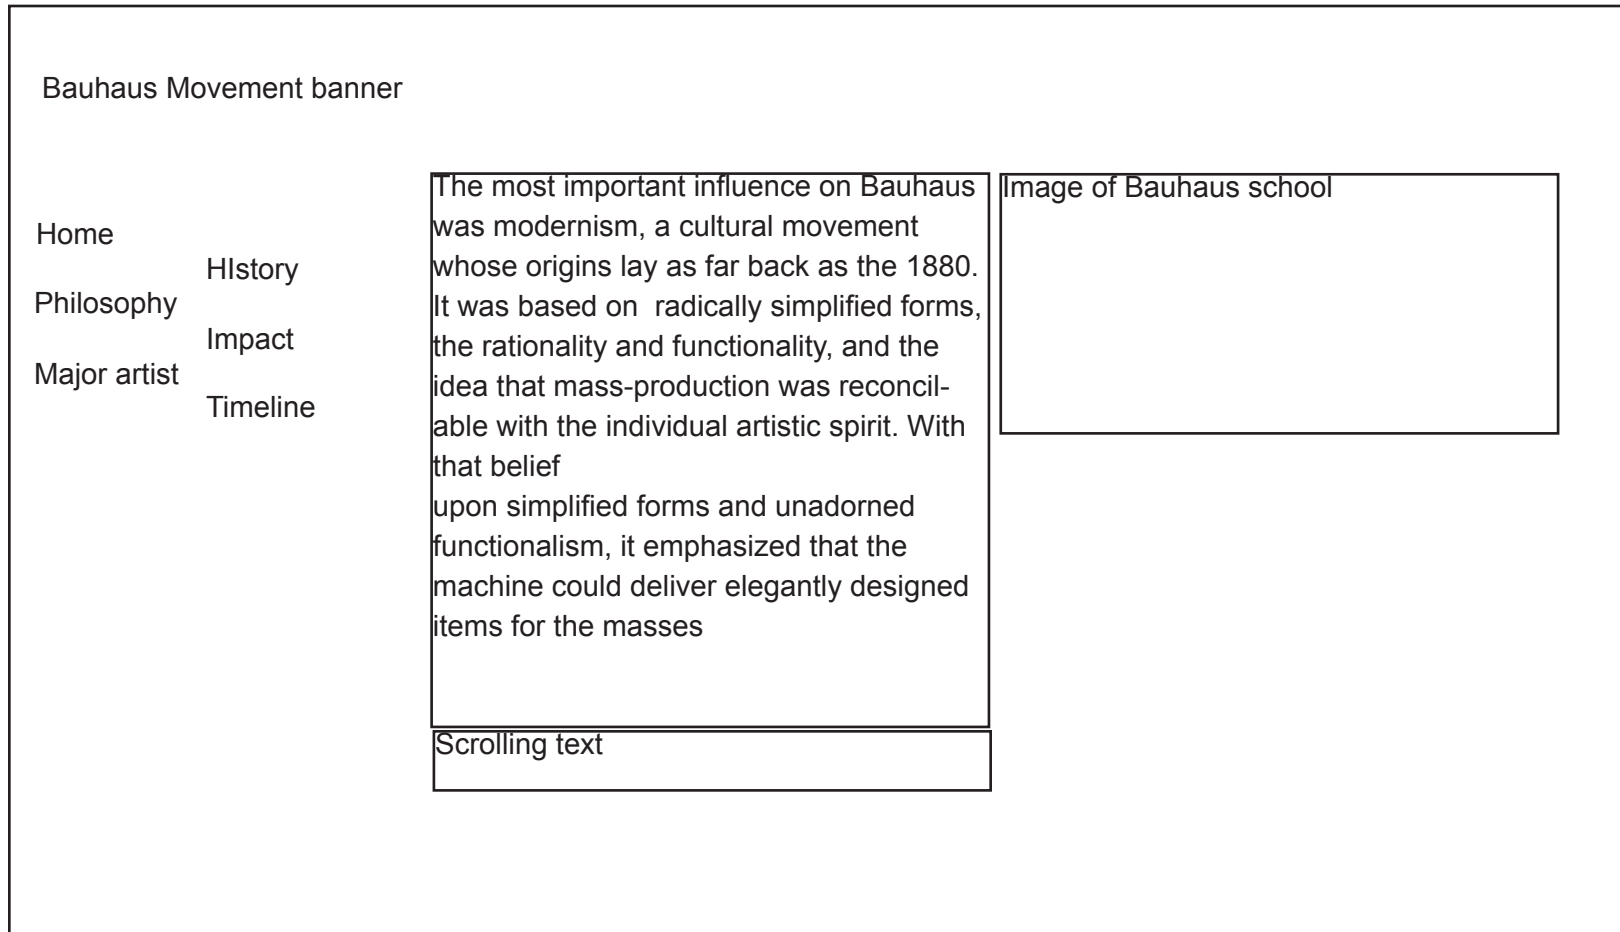 Bauhaus Movement banner
Home
HIstory
Philosophy
Impact
Major artist
Timeline
The most important influence on Bauhaus
was modernism, a cultural movement
whose origins lay as far back as the 1880.
It was based on  radically simplified forms,
the rationality and functionality, and the
idea that mass-production was reconcil-
able with the individual artistic spirit. With
that belief
upon simplified forms and unadorned
functionalism, it emphasized that the
machine could deliver elegantly designed
items for the masses
Scrolling text
Image of Bauhaus school